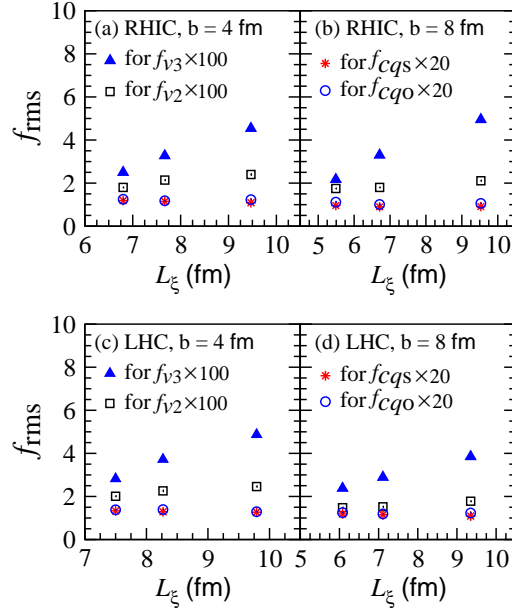 10
(a) RHIC, b = 4 fm
(b) RHIC, b = 8 fm
8
for fv3×100
for fcqs×20
6
for fv2×100
for fcqo×20
frms
4
2
0
6 7 8 9 10
5 6 7 8 9 10
Lξ (fm)
Lξ (fm)
10
(c) LHC, b = 4 fm
(d) LHC, b = 8 fm
8
for fv3×100
for fcqs×20
6
for fv2×100
for fcqo×20
frms
4
2
0
7 8 9 10
5 6 7 8 9 10
Lξ (fm)
Lξ (fm)